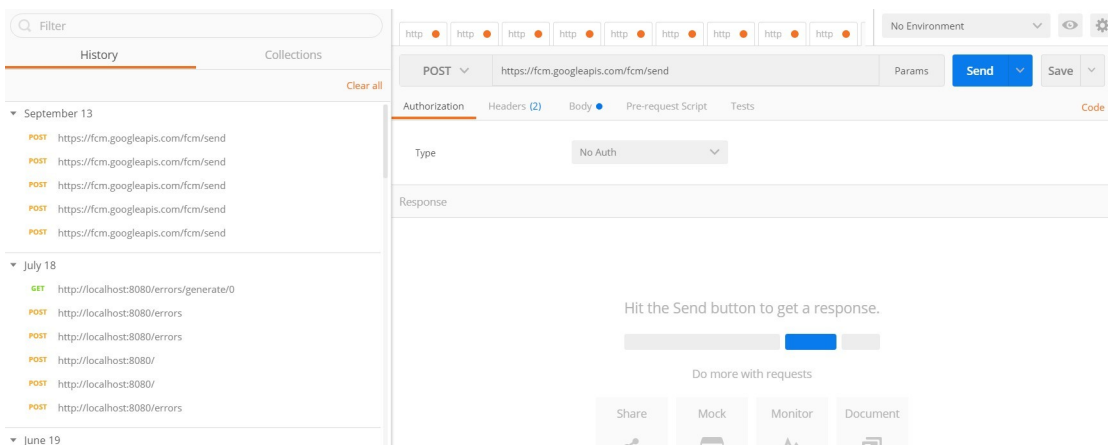 Filter
History Collections
Clear all
September 13
POST https://fcm.googleapis.com/fcm/send
POST https://fcm.googleapis.com/fcm/send
POST https://fcm.googleapis.com/fcm/send
POST https://fcm.googleapis.com/fcm/send
POST https://fcm.googleapis.com/fcm/send
July 18
GET http://localhost:8080/errors/generate/0
POST http://localhost:8080/errors
POST http://localhost:8080/errors
POST http://localhost:8080/
POST http://localhost:8080/
POST http://localhost:8080/errors
June 19
http http http http http http http http http
No Environment
POST https://fcm.googleapis.com/fcm/send Params Send Save
Authorization Headers (2) Body Pre-request Script Tests Code
Type No Auth
Response
Hit the Send button to get a response.
Do more with requests
Share Mock Monitor Document